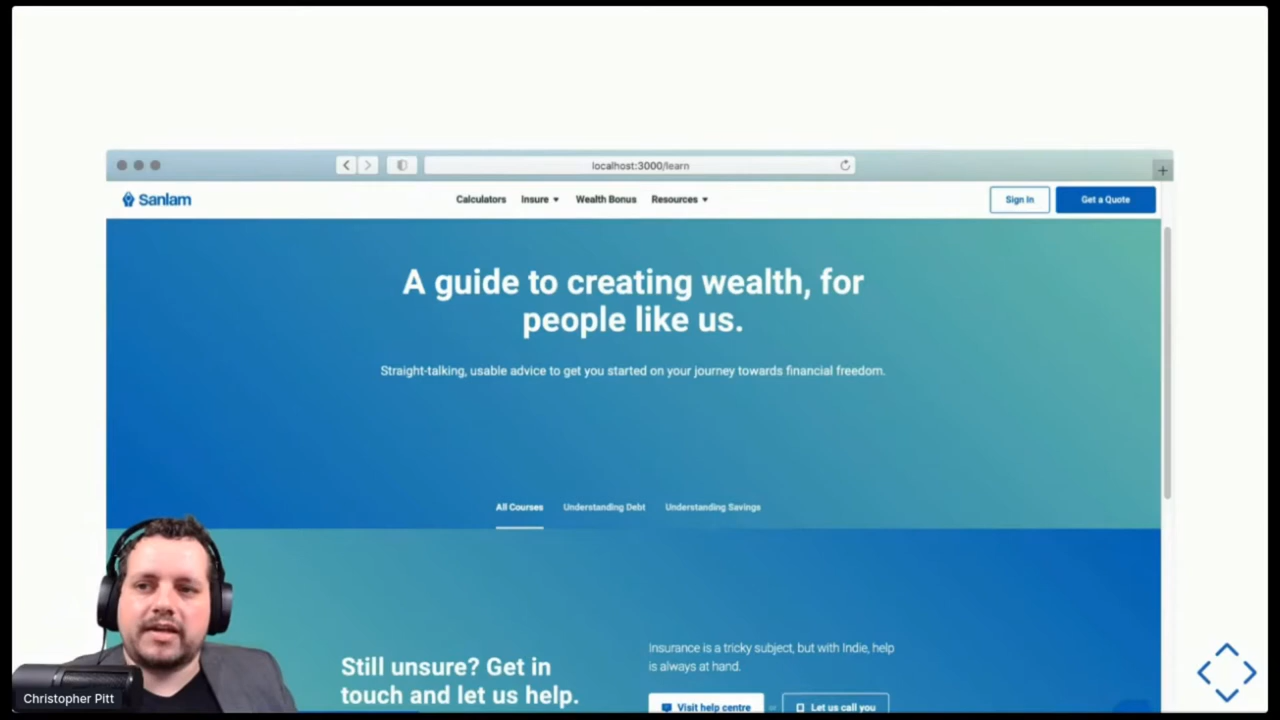 localhost:3000/learn
Sanlam
Calculators Insure Wealth Bonus Resources
Sign In
Get a Quote
A guide to creating wealth, for
people like us.
Straight-talking, usable advice to get you started on your journey towards financial freedom.
All Courses Understanding Debt Understanding Savings
Still unsure? Get in
touch and let us help.
Insurance is a tricky subject, but with Indie, help
is always at hand.
Visit help centre
or
Let us call you
Christopher Pitt